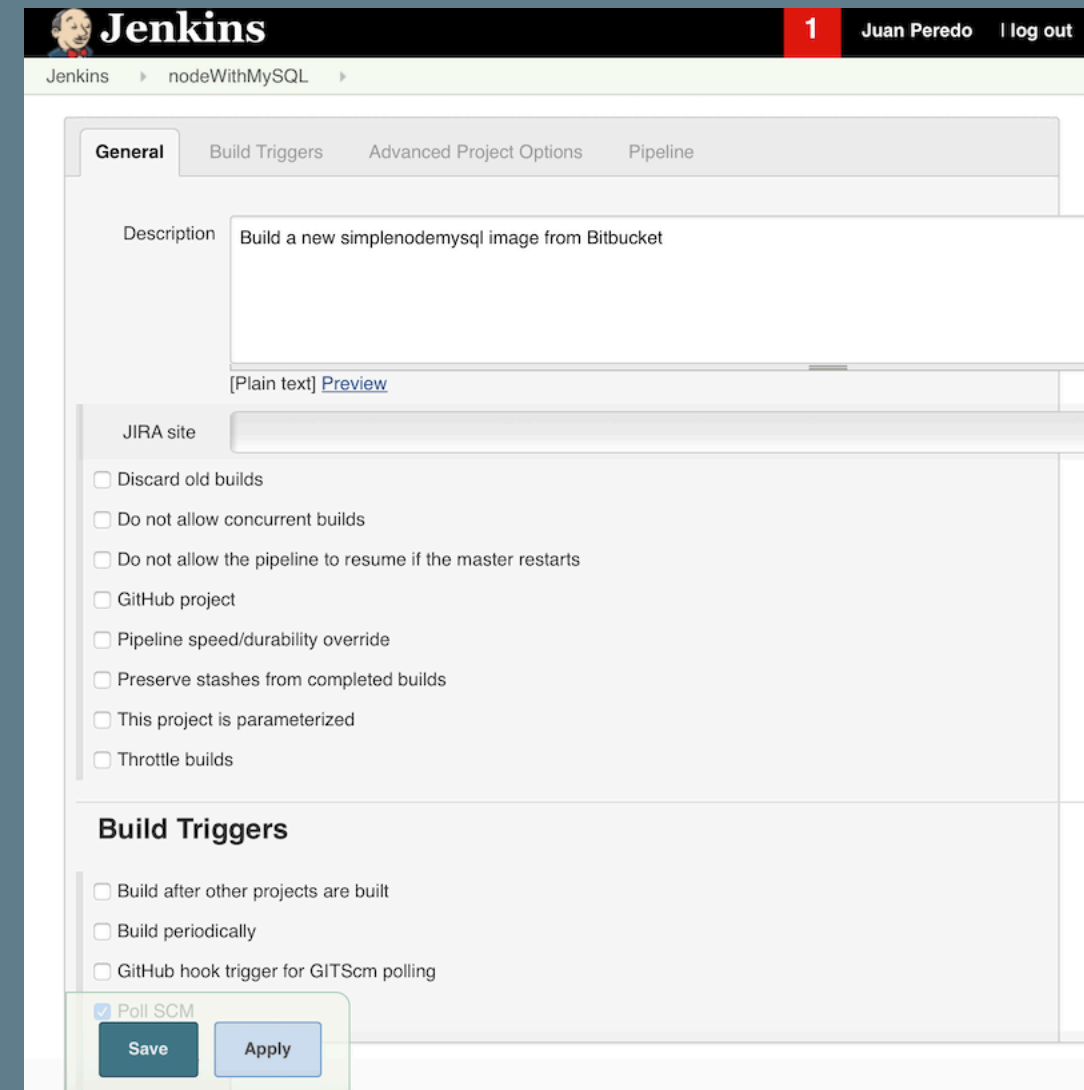 Jenkins
1 Juan Peredo | log out
Jenkins nodeWithMySQL
General Build Triggers Advanced Project Options Pipeline
Description Build a new simplenodemysql image from Bitbucket
[Plain text] Preview
JIRA site
Discard old builds
Do not allow concurrent builds
Do not allow the pipeline to resume if the master restarts
GitHub project
Pipeline speed/durability override
Preserve stashes from completed builds
This project is parameterized
Throttle builds
Build Triggers
Build after other projects are built
Build periodically
GitHub hook trigger for GITScm polling
Poll SCM
Save Apply